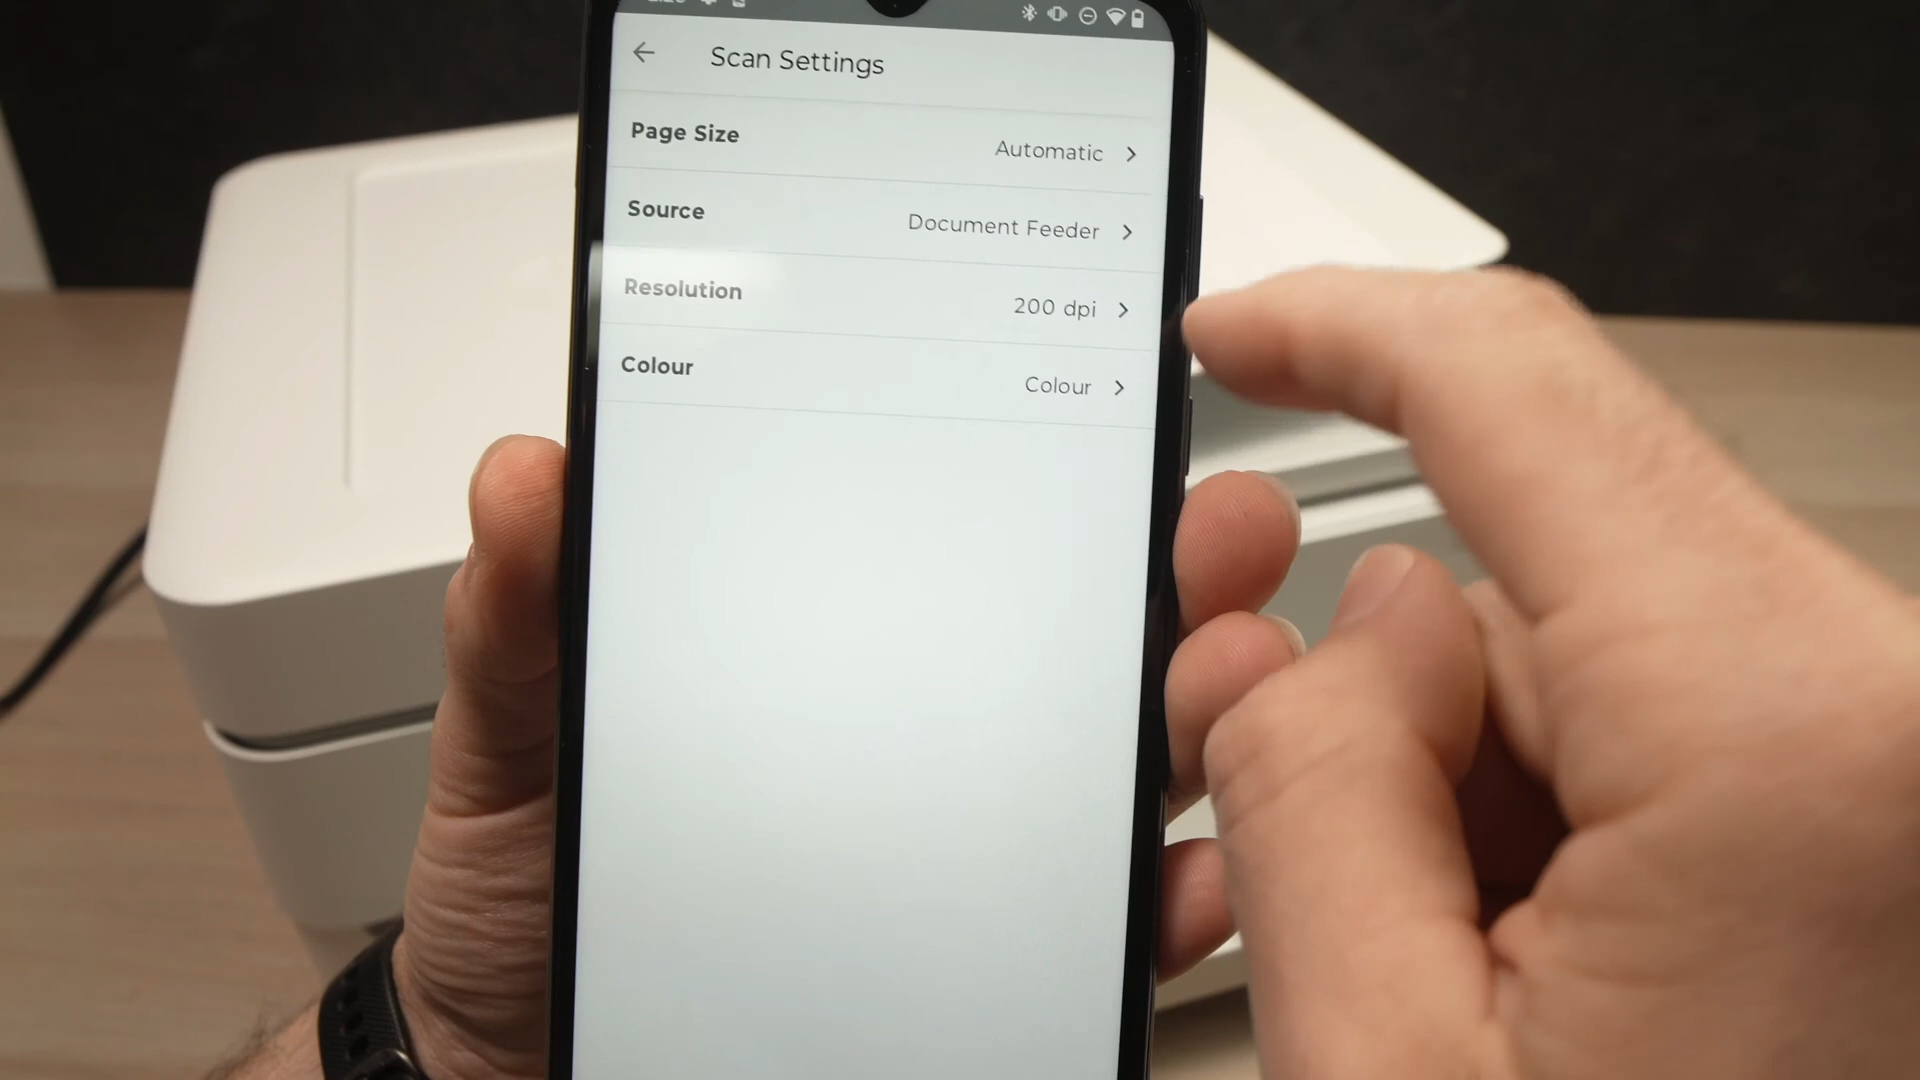 Scan Settings
Page Size Automatic
Source Document Feeder
Resolution 200 dpi
Colour Colour